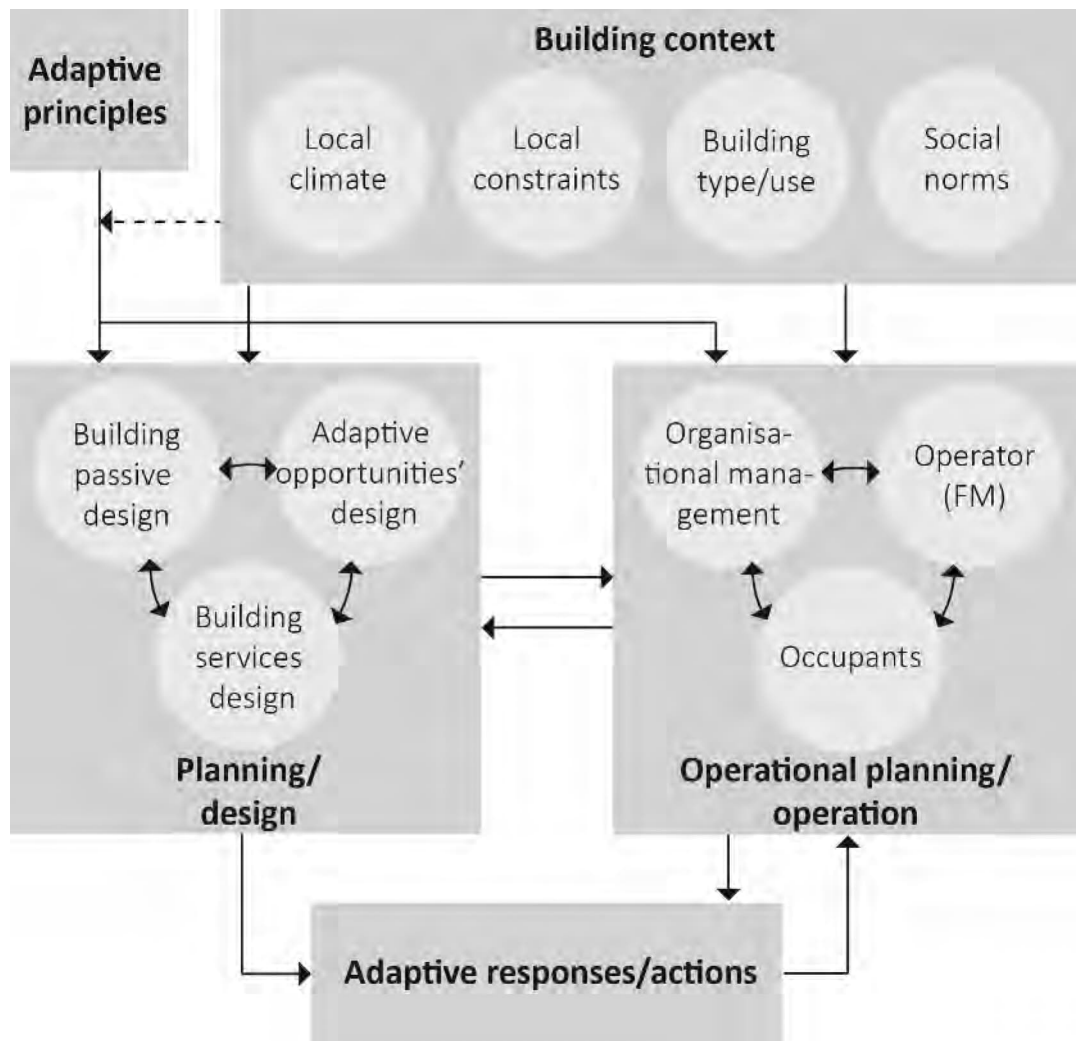 Adaptive
principles
Building context
Local
climate
Local
constraints
Building
type/use
Social
norms
Building
passive
design
Adaptive
opportunities’
design
Building
services
design
Planning/
design
Organisa-
tional mana-
gement
Operator
(FM)
Occupants
Operational planning/
operation
Adaptive responses/actions